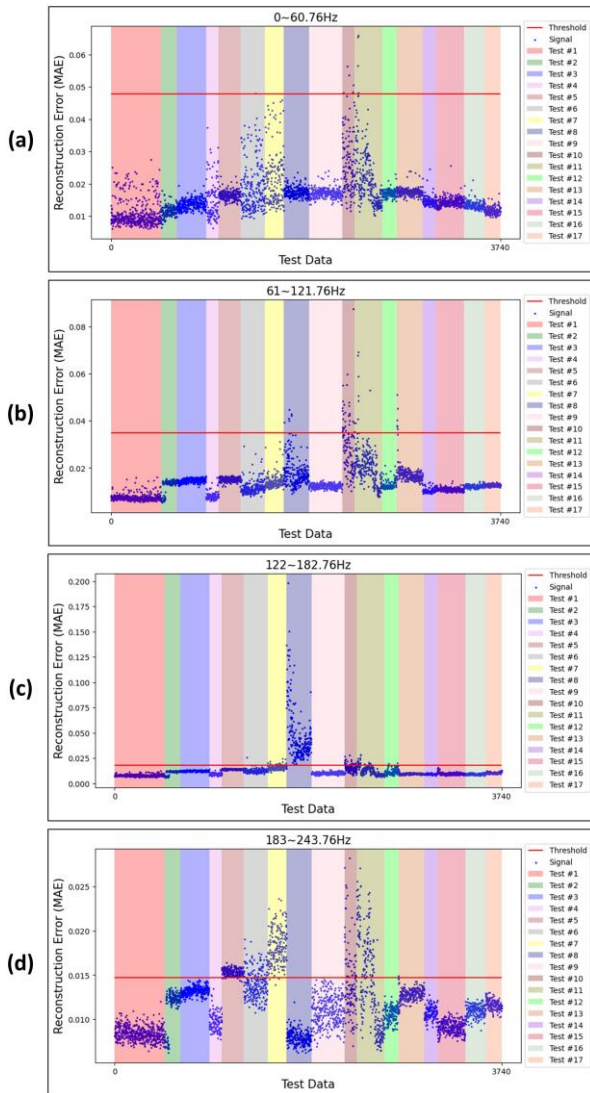 (a)
0~60.76Hz
Reconstruction Error (MAE)
0.06
0.05
0.04
0.03
0.02
0.01
0
3740
Test Data
Threshold
Signal
Test #1
Test #2
Test #3
Test #4
Test #5
Test #6
Test #7
Test #8
Test #9
Test #10
Test #11
Test #12
Test #13
Test #14
Test #15
Test #16
Test #17
(b)
61~121.76Hz
Reconstruction Error (MAE)
0.08
0.06
0.04
0.02
0
3740
Test Data
Threshold
Signal
Test #1
Test #2
Test #3
Test #4
Test #5
Test #6
Test #7
Test #8
Test #9
Test #10
Test #11
Test #12
Test #13
Test #14
Test #15
Test #16
Test #17
(c)
122~182.76Hz
Reconstruction Error (MAE)
0.200
0.175
0.150
0.125
0.100
0.075
0.050
0.025
0.000
0
3740
Test Data
Threshold
Signal
Test #1
Test #2
Test #3
Test #4
Test #5
Test #6
Test #7
Test #8
Test #9
Test #10
Test #11
Test #12
Test #13
Test #14
Test #15
Test #16
Test #17
(d)
183~243.76Hz
Reconstruction Error (MAE)
0.025
0.020
0.015
0.010
0
3740
Test Data
Threshold
Signal
Test #1
Test #2
Test #3
Test #4
Test #5
Test #6
Test #7
Test #8
Test #9
Test #10
Test #11
Test #12
Test #13
Test #14
Test #15
Test #16
Test #17